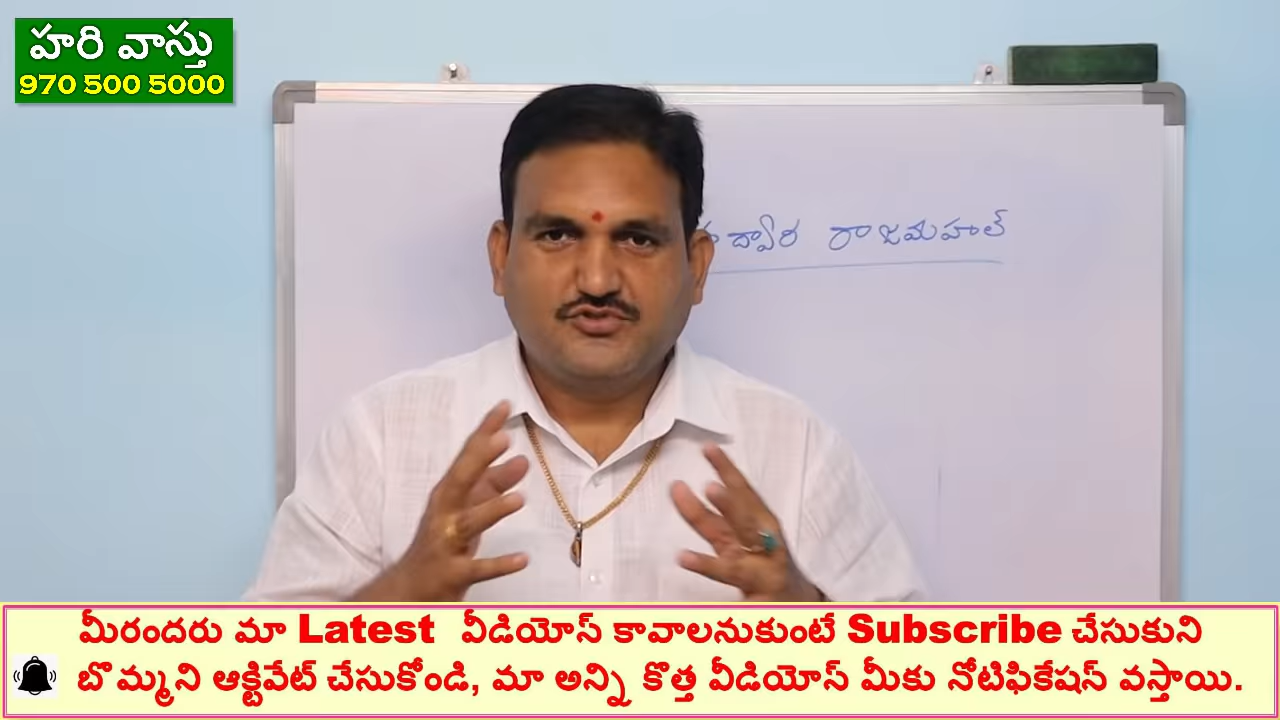 హరి వాస్తు
970 500 5000
ద్వార రాజమహల్
మీరందరు మా Latest వీడియోస్ కావాలనుకుంటే Subscribe చేసుకుని
బొమ్మని ఆక్టివేట్ చేసుకోండి, మా అన్ని కొత్త వీడియోస్ మీకు నోటిఫికేషన్ వస్తాయి.